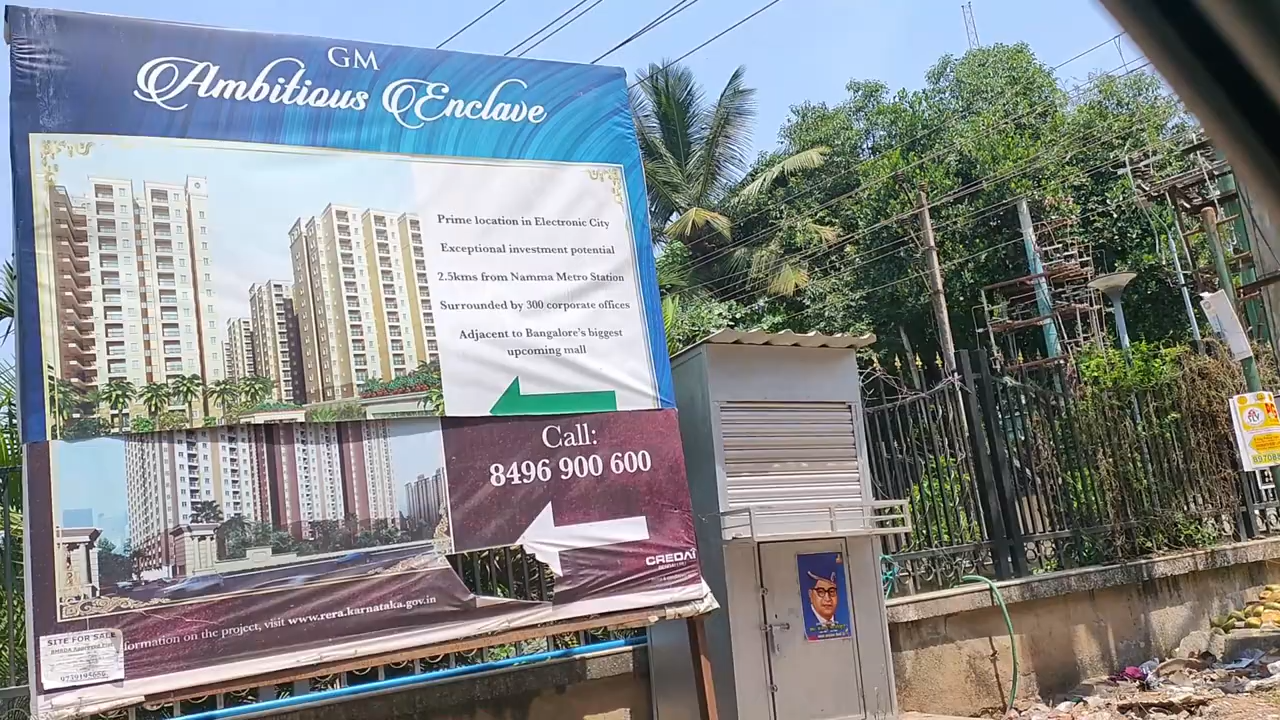 GM
Ambitious Enclave
Prime location in Electronic City
Exceptional investment potential
2.5kms from Namma Metro Station
Surrounded by 300 corporate offices
Adjacent to Bangalore's biggest
upcoming mall
Call:
8496 900 600
CREDAI
formation on the project, visit www.rera.karnataka.gov.in
SITE FOR SALE
9739195669